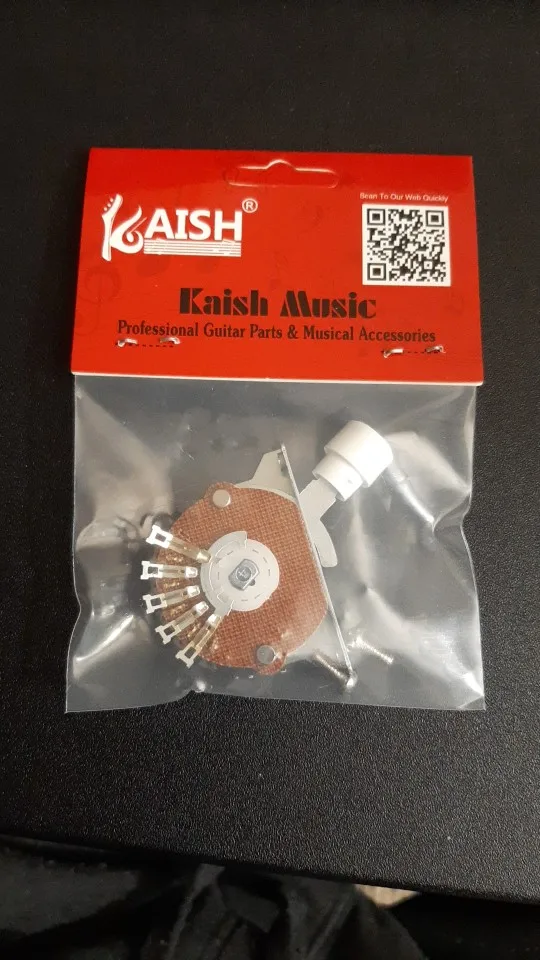 KAISH®
Scan To Our Web Quickly
Kaish Music
Professional Guitar Parts & Musical Accessories